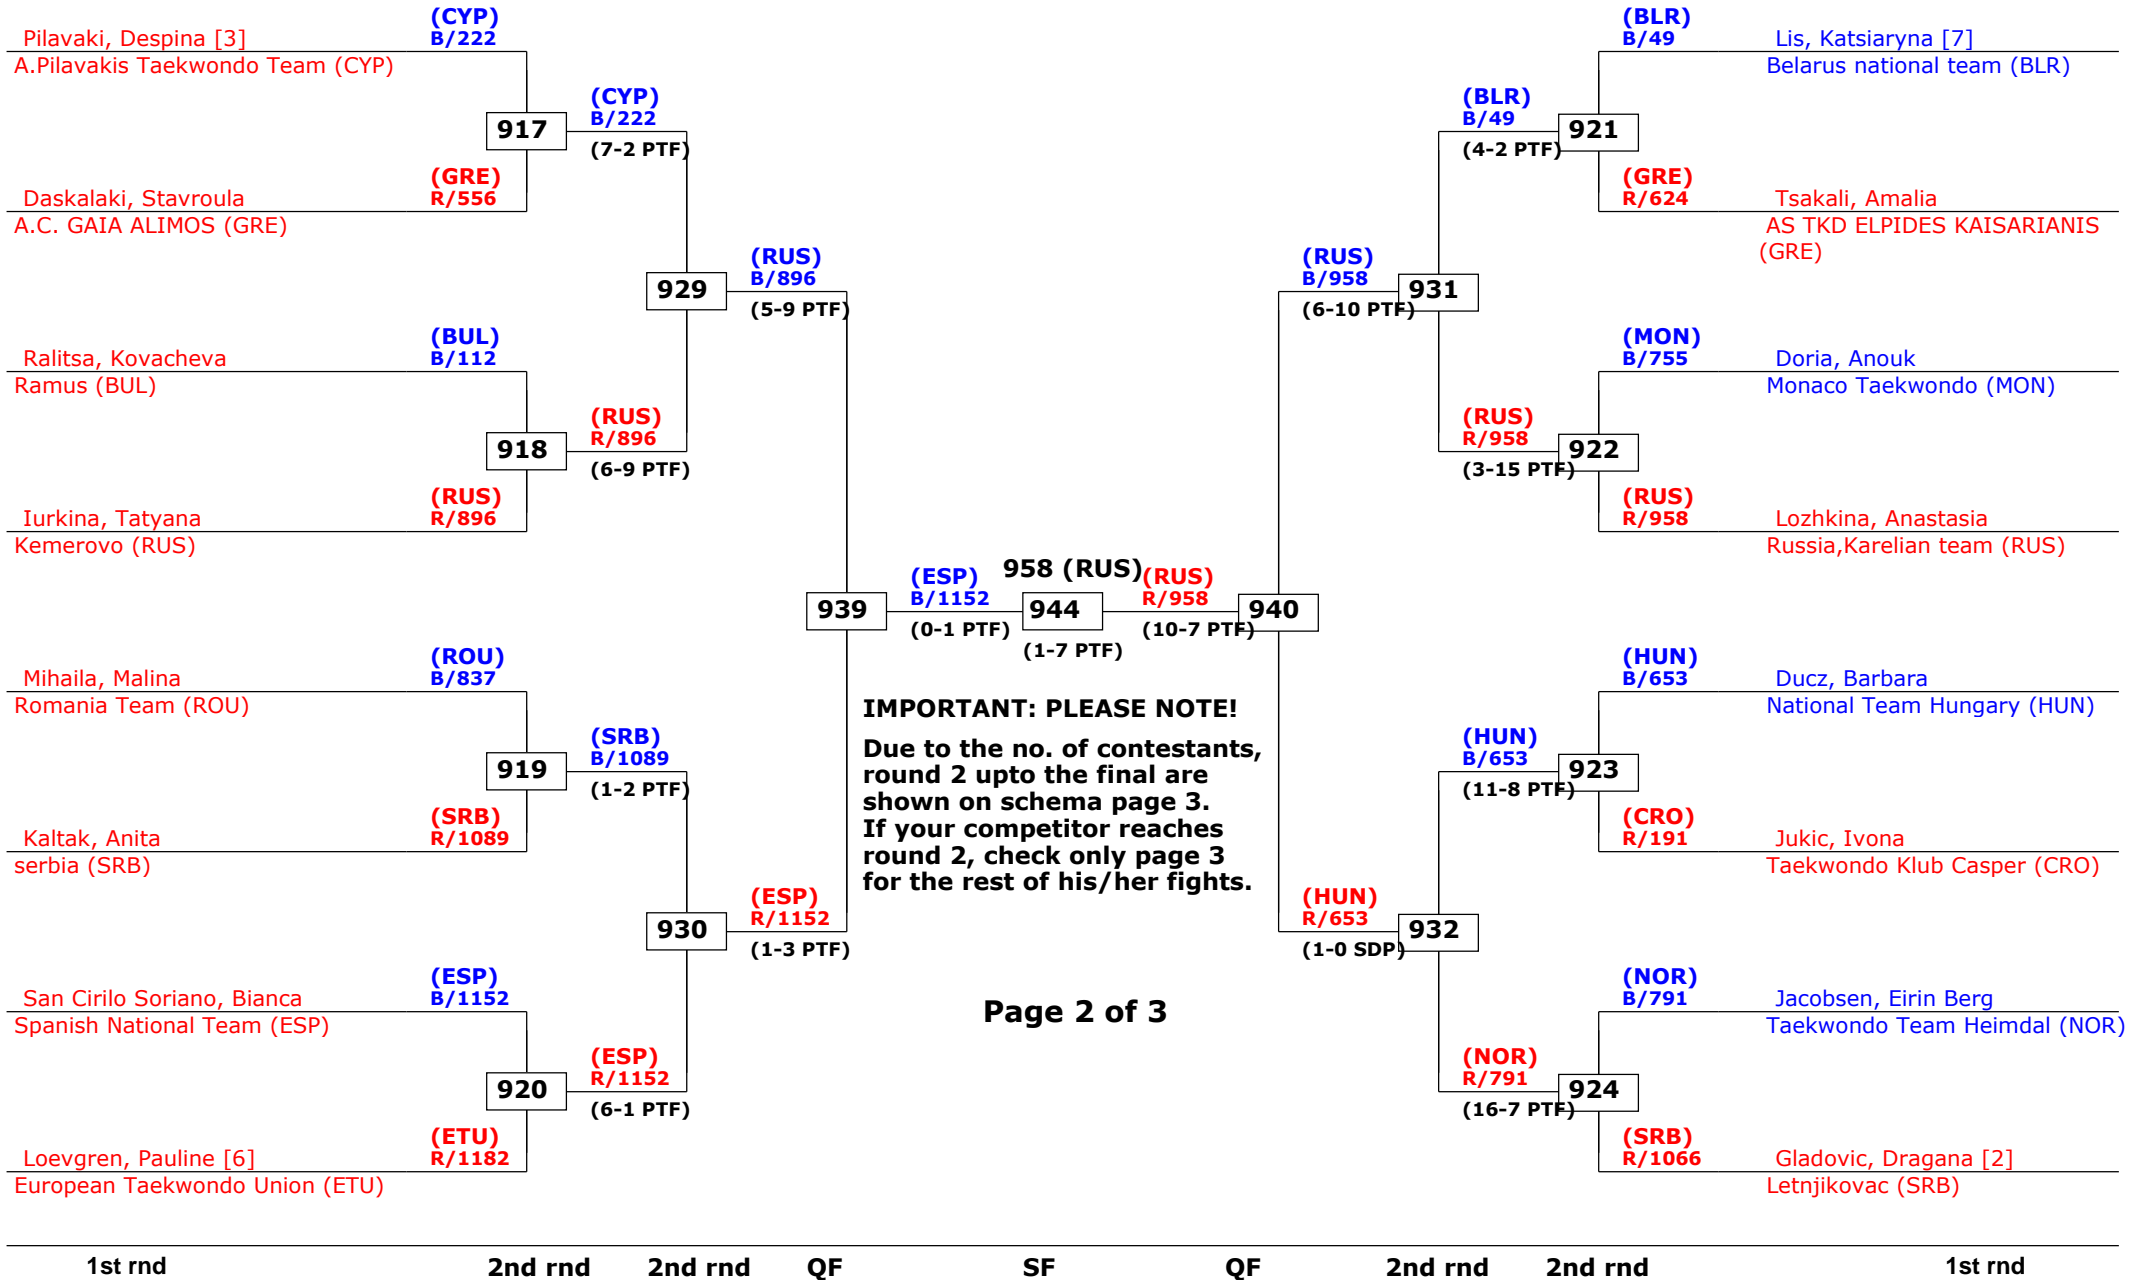 (CYP)
B/222
Pilavaki, Despina [3]
A.Pilavakis Taekwondo Team (CYP)
917
(CYP)
B/222
(7-2 PTF)
(GRE)
R/556
Daskalaki, Stavroula
A.C. GAIA ALIMOS (GRE)
929
(RUS)
B/896
(5-9 PTF)
(BUL)
B/112
Ralitsa, Kovacheva
Ramus (BUL)
918
(RUS)
R/896
(6-9 PTF)
(RUS)
R/896
Iurkina, Tatyana
Kemerovo (RUS)
939
(ESP)
B/1152
(0-1 PTF)
(ROU)
B/837
Mihaila, Malina
Romania Team (ROU)
919
(SRB)
B/1089
(1-2 PTF)
(SRB)
R/1089
Kaltak, Anita
serbia (SRB)
930
(ESP)
R/1152
(1-3 PTF)
(ESP)
B/1152
San Cirilo Soriano, Bianca
Spanish National Team (ESP)
920
(ESP)
R/1152
(6-1 PTF)
(ETU)
R/1182
Loevgren, Pauline [6]
European Taekwondo Union (ETU)
958 (RUS)
944
(1-7 PTF)
IMPORTANT: PLEASE NOTE!
Due to the no. of contestants,
round 2 upto the final are
shown on schema page 3.
If your competitor reaches
round 2, check only page 3
for the rest of his/her fights.
Page 2 of 3
(RUS)
R/958
(10-7 PTF)
940
(RUS)
B/958
(6-10 PTF)
931
(BLR)
B/49
(4-2 PTF)
921
(BLR)
B/49
Lis, Katsiaryna [7]
Belarus national team (BLR)
(GRE)
R/624
Tsakali, Amalia
AS TKD ELPIDES KAISARIANIS
(GRE)
(RUS)
R/958
(3-15 PTF)
922
(MON)
B/755
Doria, Anouk
Monaco Taekwondo (MON)
(RUS)
R/958
Lozhkina, Anastasia
Russia,Karelian team (RUS)
(HUN)
R/653
(1-0 SDP)
932
(HUN)
B/653
(11-8 PTF)
923
(HUN)
B/653
Ducz, Barbara
National Team Hungary (HUN)
(CRO)
R/191
Jukic, Ivona
Taekwondo Klub Casper (CRO)
(NOR)
R/791
(16-7 PTF)
924
(NOR)
B/791
Jacobsen, Eirin Berg
Taekwondo Team Heimdal (NOR)
(SRB)
R/1066
Gladovic, Dragana [2]
Letnjikovac (SRB)
1st rnd 2nd rnd 2nd rnd QF SF QF 2nd rnd 2nd rnd 1st rnd